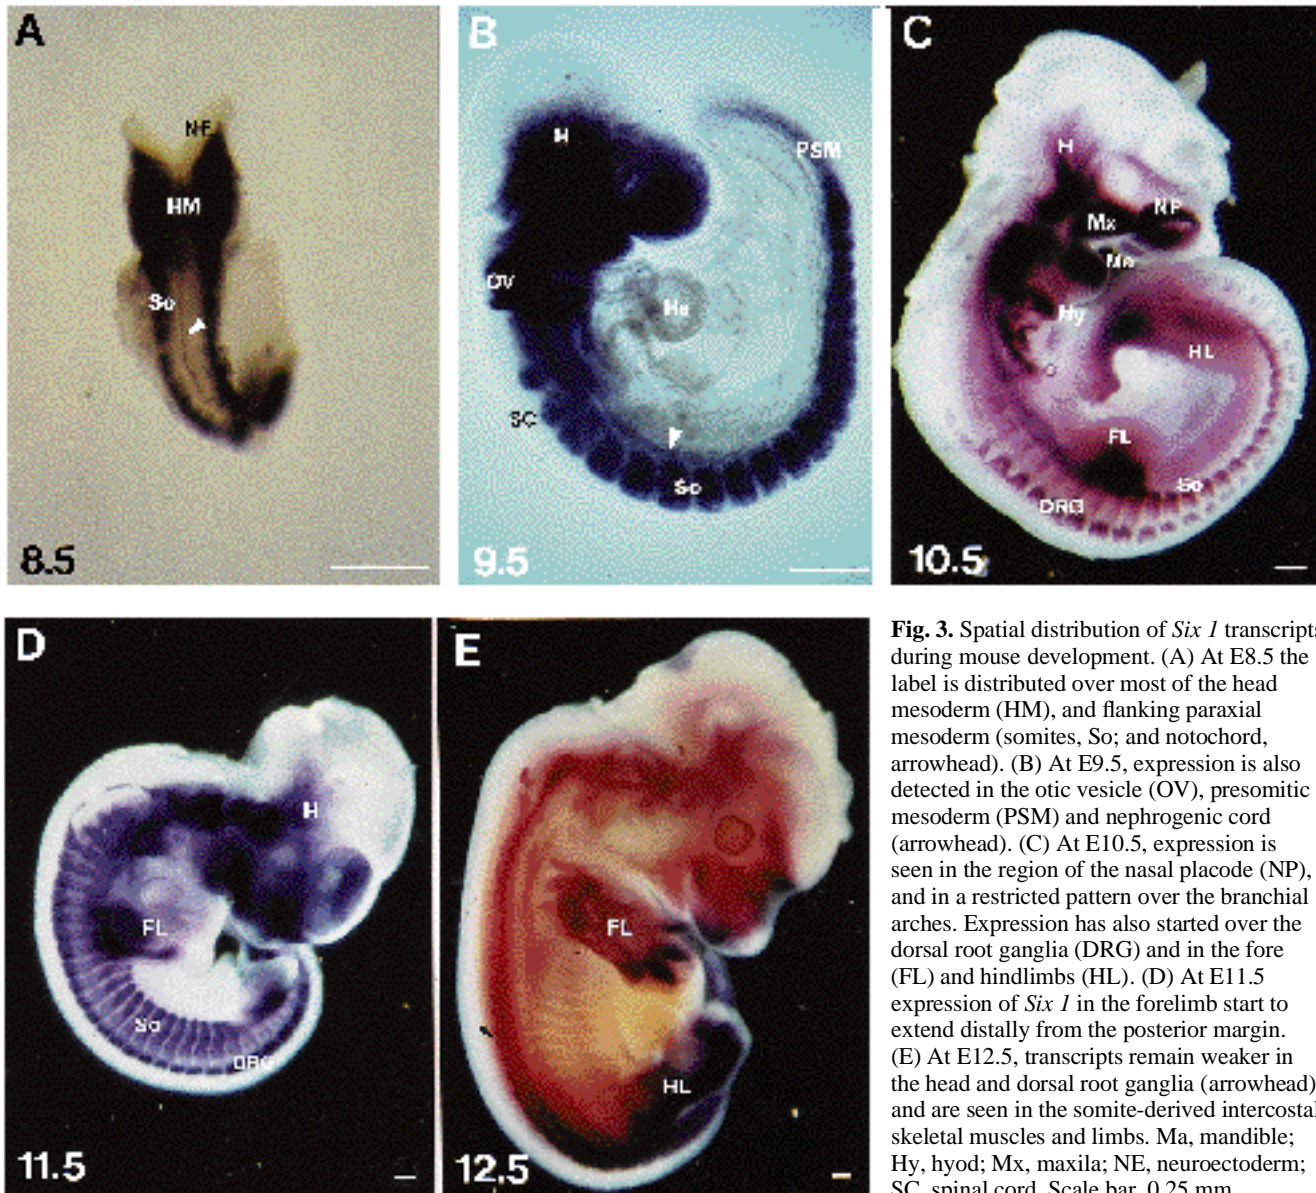 A
NE
HM
So
8.5
B
H
PSM
OV
He
SC
So
9.5
C
H
NP
Mx
Ma
Hy
HL
FL
So
DRG
10.5
D
H
FL
So
DRG
11.5
E
FL
HL
12.5
Fig. 3. Spatial distribution of Six 1 transcripts
during mouse development. (A) At E8.5 the
label is distributed over most of the head
mesoderm (HM), and flanking paraxial
mesoderm (somites, So; and notochord,
arrowhead). (B) At E9.5, expression is also
detected in the otic vesicle (OV), presomitic
mesoderm (PSM) and nephrogenic cord
(arrowhead). (C) At E10.5, expression is
seen in the region of the nasal placode (NP),
and in a restricted pattern over the branchial
arches. Expression has also started over the
dorsal root ganglia (DRG) and in the fore
(FL) and hindlimbs (HL). (D) At E11.5
expression of Six 1 in the forelimb start to
extend distally from the posterior margin.
(E) At E12.5, transcripts remain weaker in
the head and dorsal root ganglia (arrowhead)
and are seen in the somite-derived intercostal
skeletal muscles and limbs. Ma, mandible;
Hy, hyod; Mx, maxila; NE, neuroectoderm;
SC, spinal cord. Scale bar, 0.25 mm